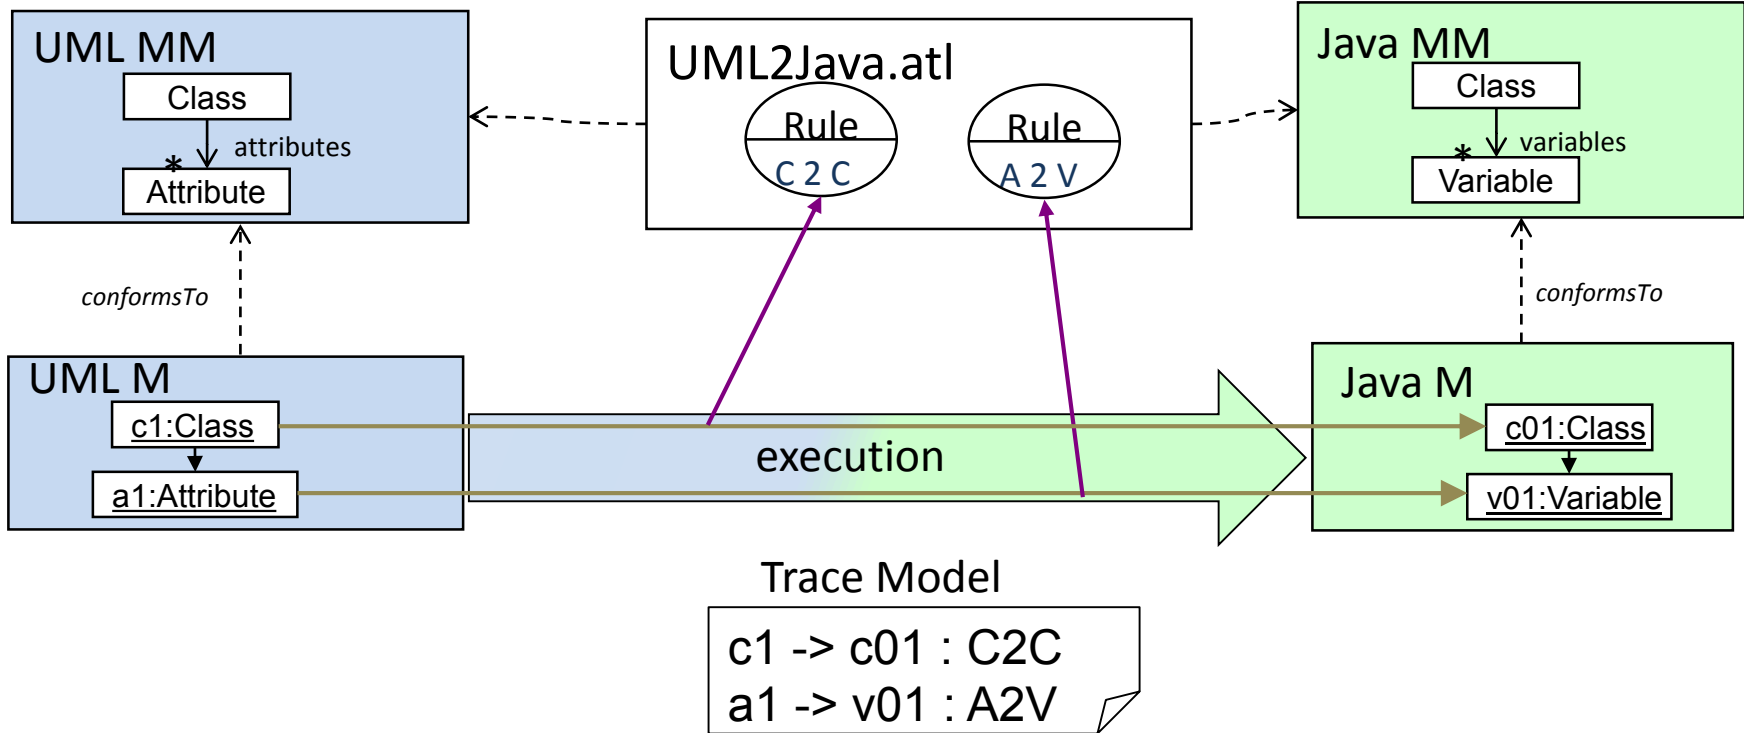 UML MM
Class
attributes
*
Attribute
UML2Java.atl
Rule
C 2 C
Rule
A 2 V
Java MM
Class
variables
*
Variable
conformsTo
conformsTo
UML M
c1:Class
a1:Attribute
execution
Java M
c01:Class
v01:Variable
Trace Model
c1 -> c01 : C2C
a1 -> v01 : A2V